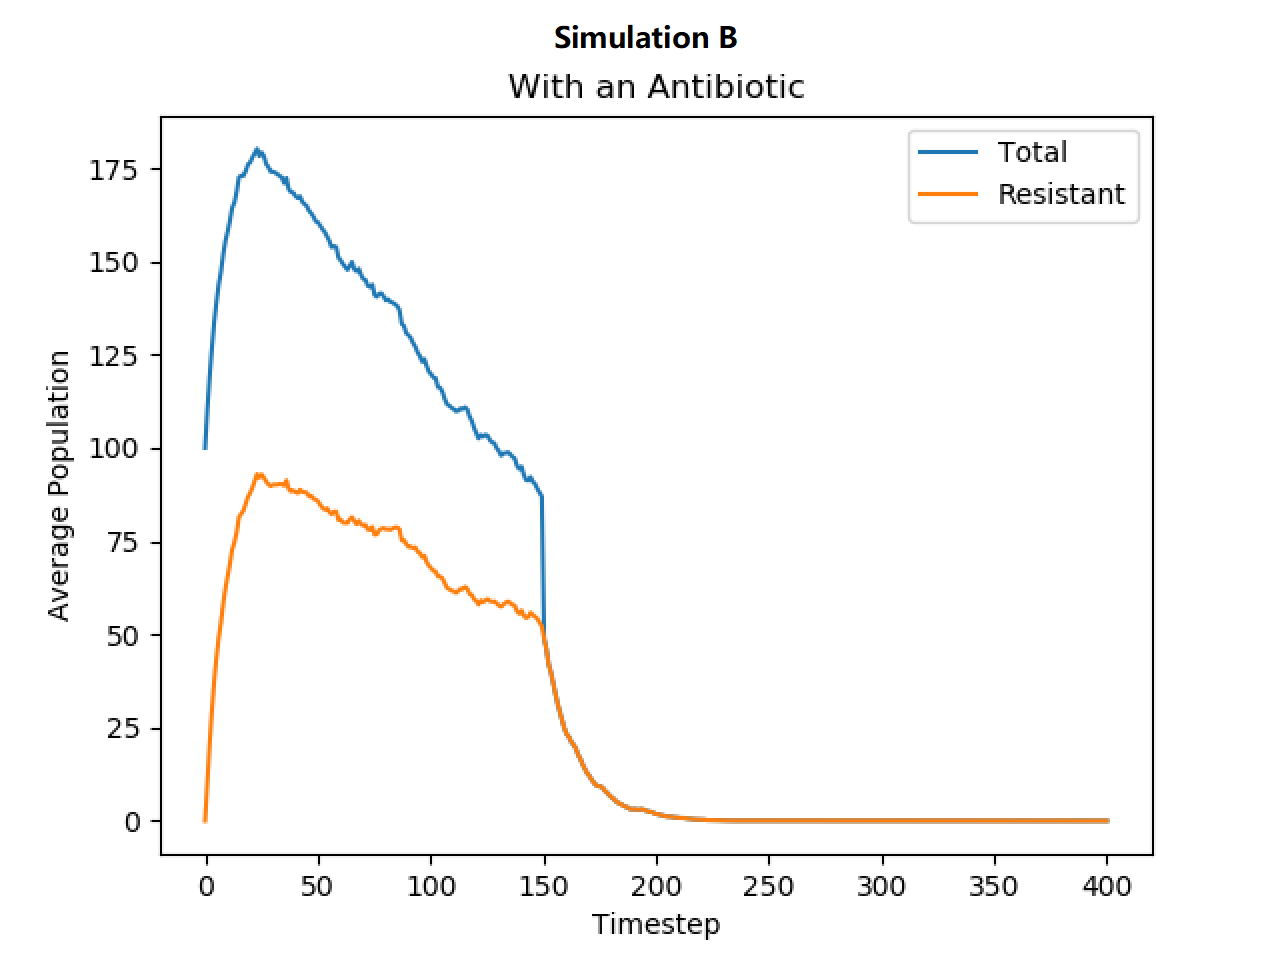 Simulation B
With an Antibiotic
Total
Resistant
175
150
125
100
75
50
25
0
Average Population
0 50 100 150 200 250 300 350 400
Timestep